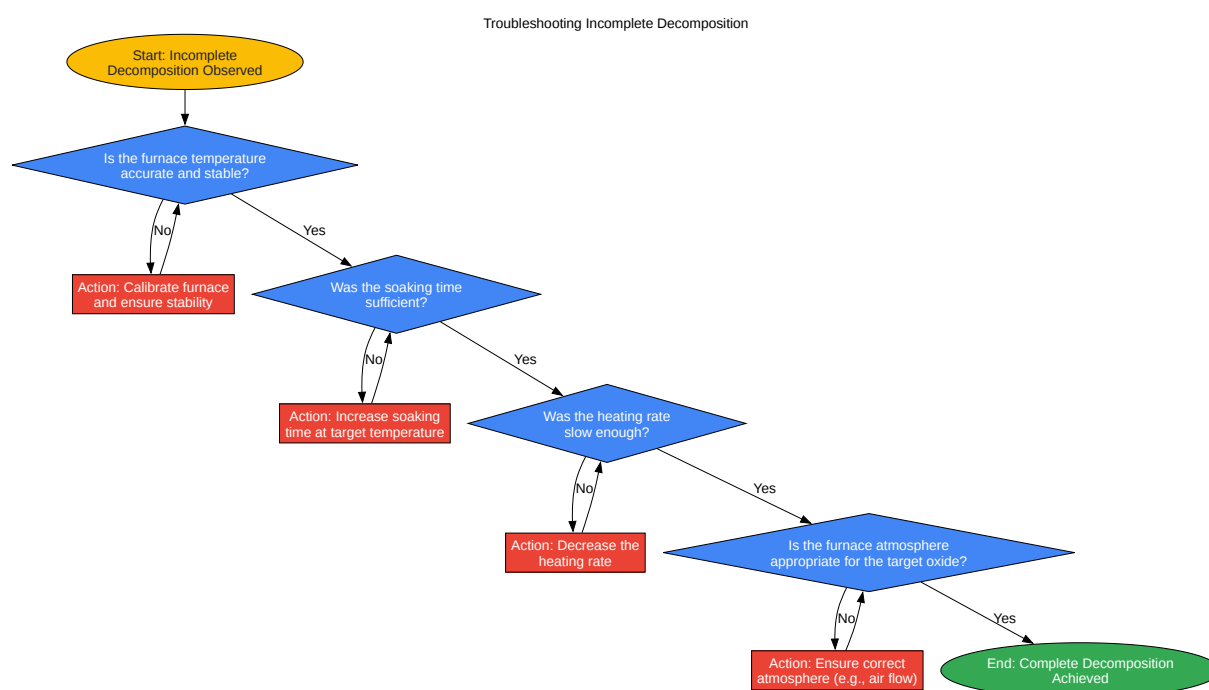 Troubleshooting Incomplete Decomposition
Start: Incomplete
Decomposition Observed
Is the furnace temperature
accurate and stable?
No
Yes
Action: Calibrate furnace
and ensure stability
Was the soaking time
sufficient?
No
Yes
Action: Increase soaking
time at target temperature
Was the heating rate
slow enough?
No
Yes
Action: Decrease the
heating rate
Is the furnace atmosphere
appropriate for the target oxide?
No
Yes
Action: Ensure correct
atmosphere (e.g., air flow)
End: Complete Decomposition
Achieved